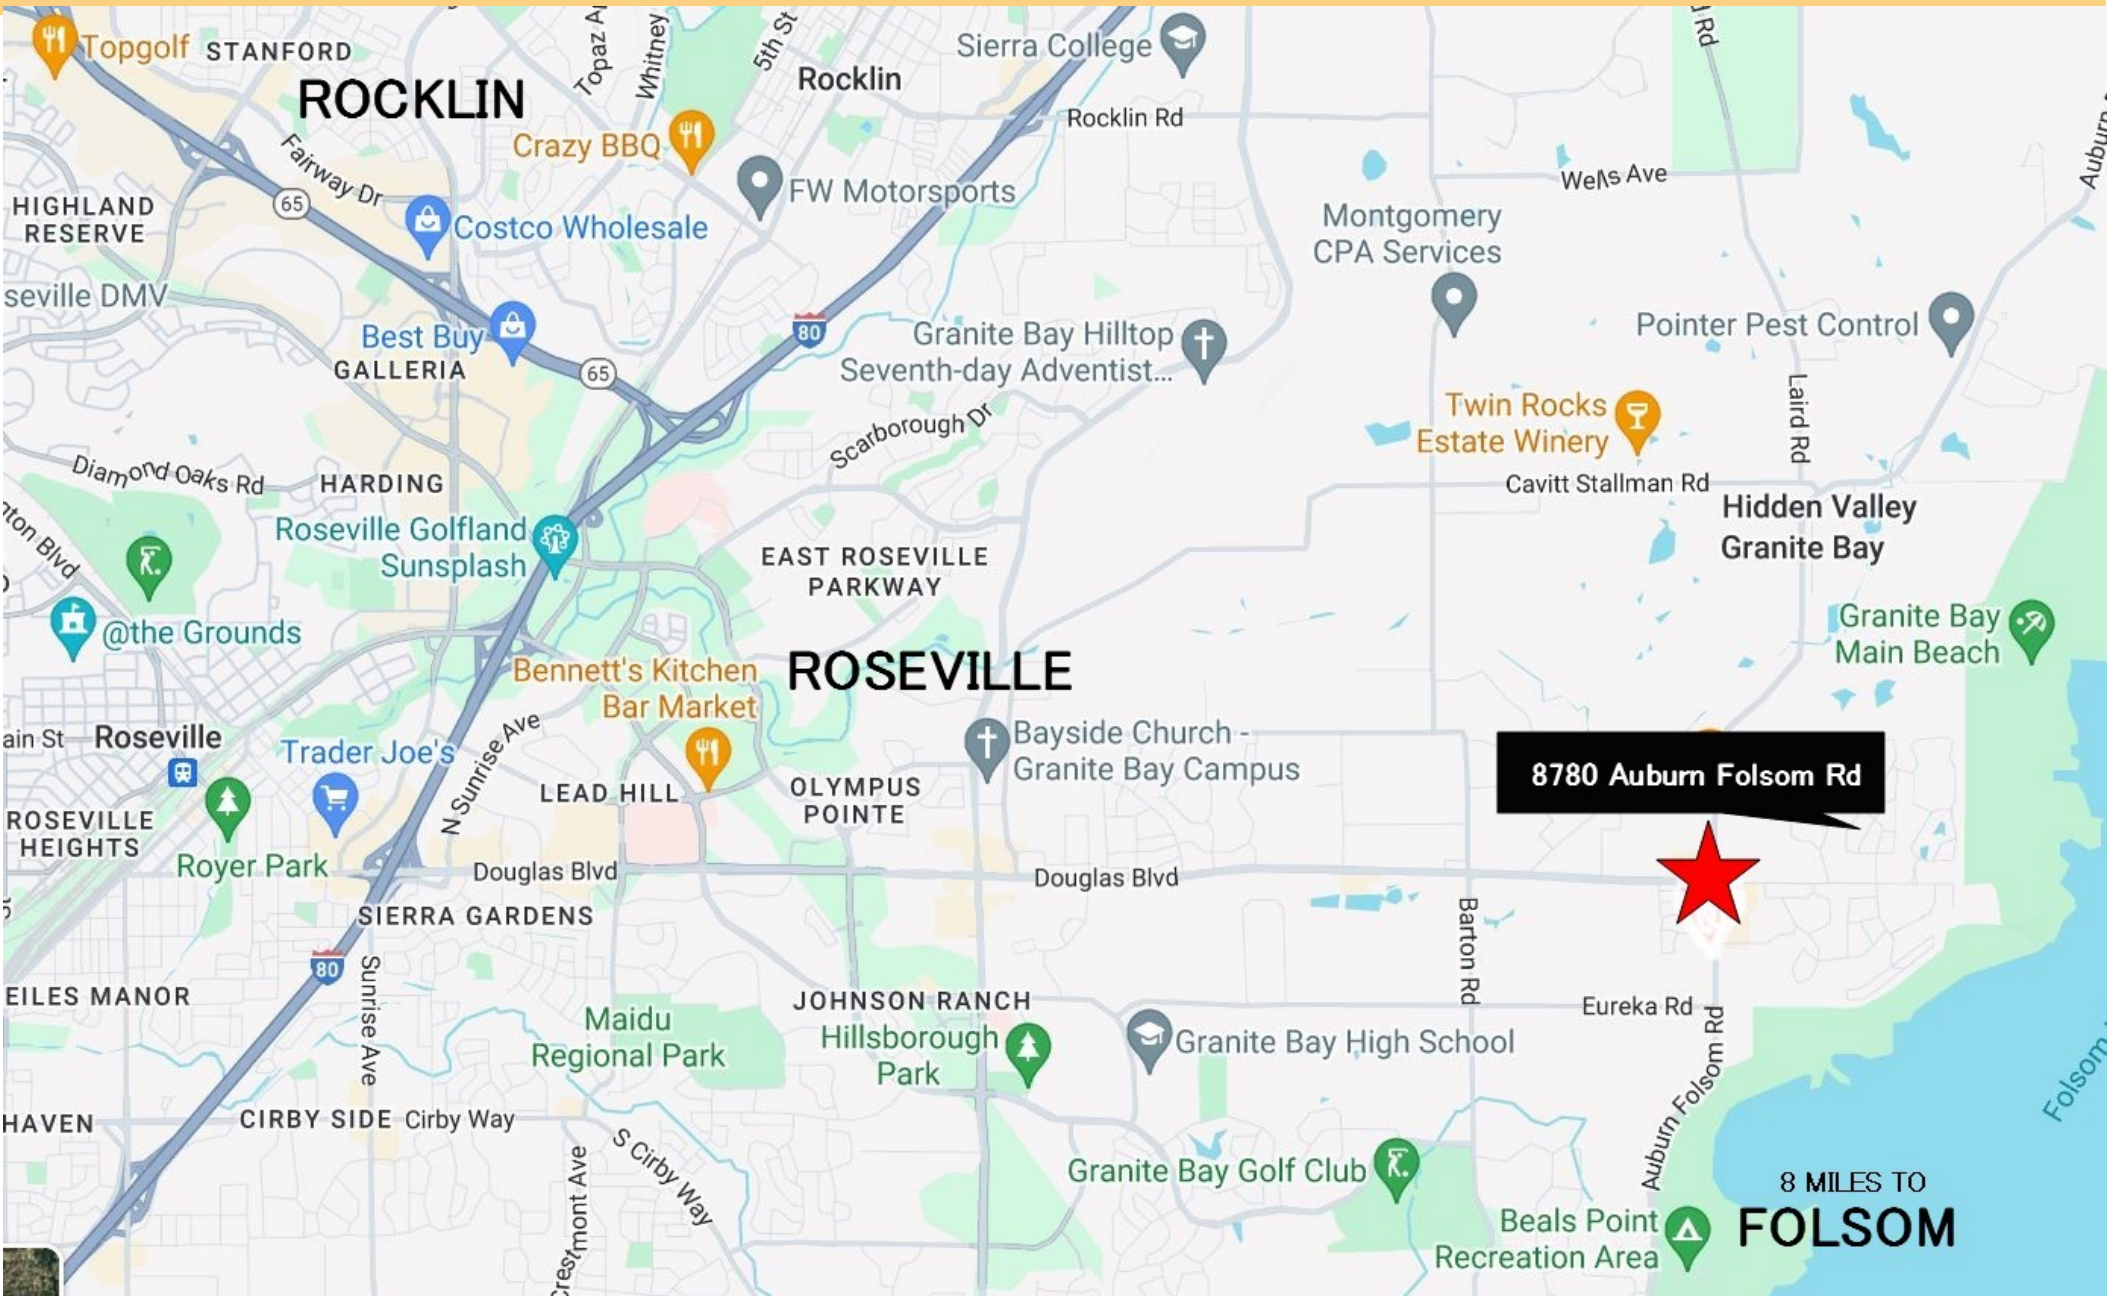 Topgolf
STANFORD
ROCKLIN
Topaz A
Whitney
5th St
Rocklin
Sierra College
Rocklin Rd
d Rd
Auburn
Crazy BBQ
Fairway Dr
65
FW Motorsports
HIGHLAND
RESERVE
Costco Wholesale
Wells Ave
Montgomery
CPA Services
seville DMV
Best Buy
GALLERIA
65
80
Granite Bay Hilltop
Seventh-day Adventist...
Pointer Pest Control
Twin Rocks
Estate Winery
Laird Rd
Scarborough Dr
Diamond Oaks Rd
HARDING
Cavitt Stallman Rd
Hidden Valley
Granite Bay
nton Blvd
Roseville Golfland
Sunsplash
EAST ROSEVILLE
PARKWAY
@the Grounds
Granite Bay
Main Beach
Bennett's Kitchen
Bar Market
ROSEVILLE
ain St
Roseville
Trader Joe's
N Sunrise Ave
Bayside Church -
Granite Bay Campus
8780 Auburn Folsom Rd
LEAD HILL
OLYMPUS
POINTE
ROSEVILLE
HEIGHTS
Royer Park
Douglas Blvd
Douglas Blvd
SIERRA GARDENS
Barton Rd
80
Sunrise Ave
EILES MANOR
Maidu
Regional Park
JOHNSON RANCH
Hillsborough
Park
Granite Bay High School
Eureka Rd
Auburn Folsom Rd
Folsom
HAVEN
CIRBY SIDE
Cirby Way
S Cirby Way
crestmont Ave
Granite Bay Golf Club
Beals Point
Recreation Area
8 MILES TO
FOLSOM